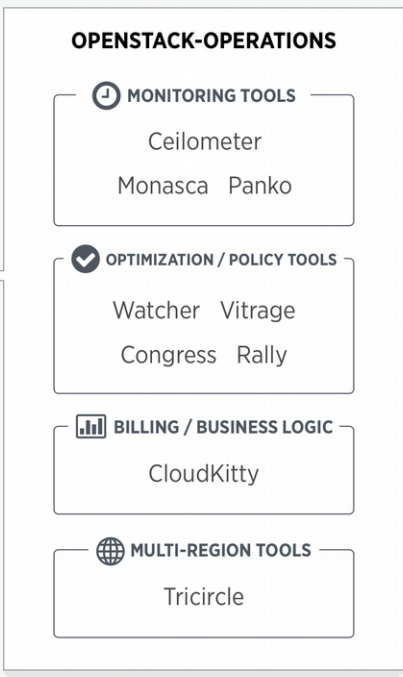 OPENSTACK-OPERATIONS
MONITORING TOOLS
Ceilometer
Monasca Panko
OPTIMIZATION / POLICY TOOLS
Watcher Vitrage
Congress Rally
BILLING / BUSINESS LOGIC
CloudKitty
MULTI-REGION TOOLS
Tricircle